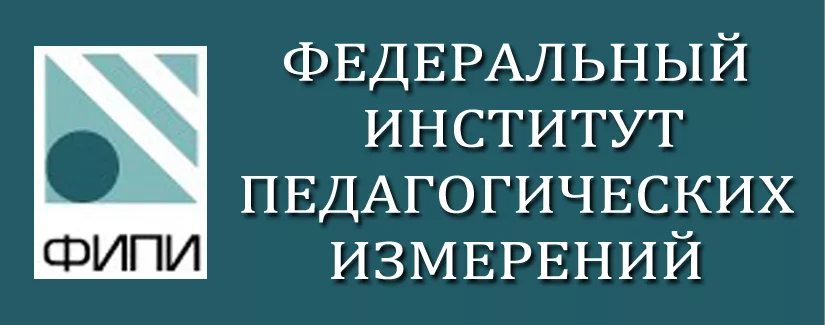 ФИПИ
ФЕДЕРАЛЬНЫЙ
ИНСТИТУТ
ПЕДАГОГИЧЕСКИХ
ИЗМЕРЕНИЙ